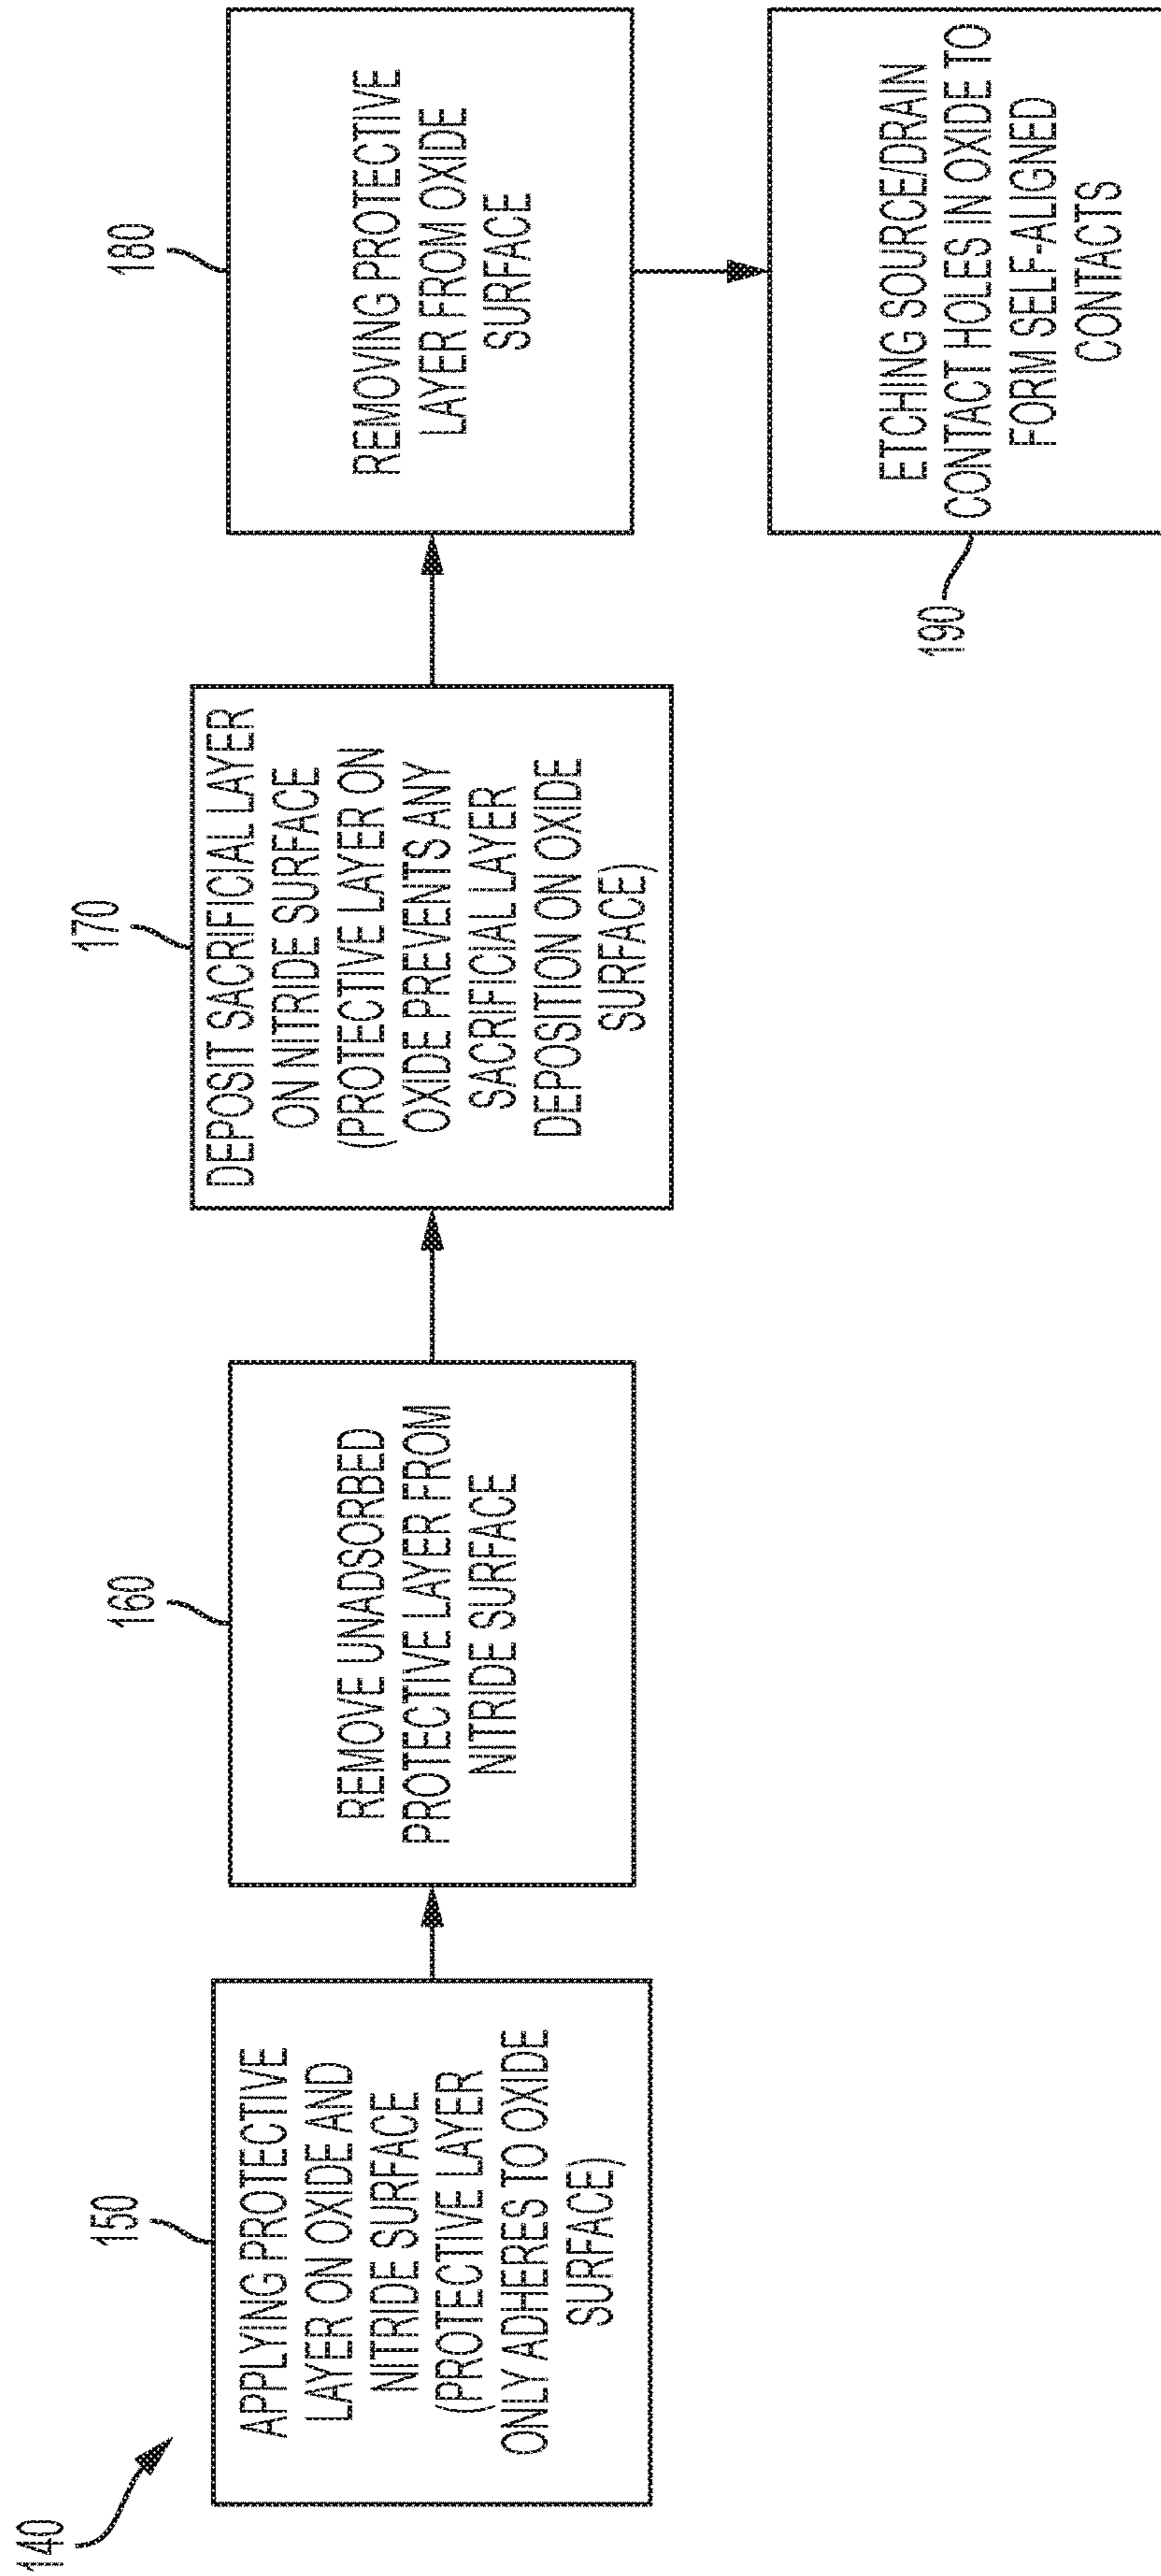 140
150
APPLYING PROTECTIVE
LAYER ON OXIDE AND
NITRIDE SURFACE
(PROTECTIVE LAYER
ONLY ADHERES TO OXIDE
SURFACE)
160
REMOVE UNADSORBED
PROTECTIVE LAYER FROM
NITRIDE SURFACE
170
DEPOSIT SACRIFICIAL LAYER
ON NITRIDE SURFACE
(PROTECTIVE LAYER ON
OXIDE PREVENTS ANY
SACRIFICIAL LAYER
DEPOSITION ON OXIDE
SURFACE)
180
REMOVING PROTECTIVE
LAYER FROM OXIDE
SURFACE
190
ETCHING SOURCE/DRAIN
CONTACT HOLES IN OXIDE TO
FORM SELF-ALIGNED
CONTACTS